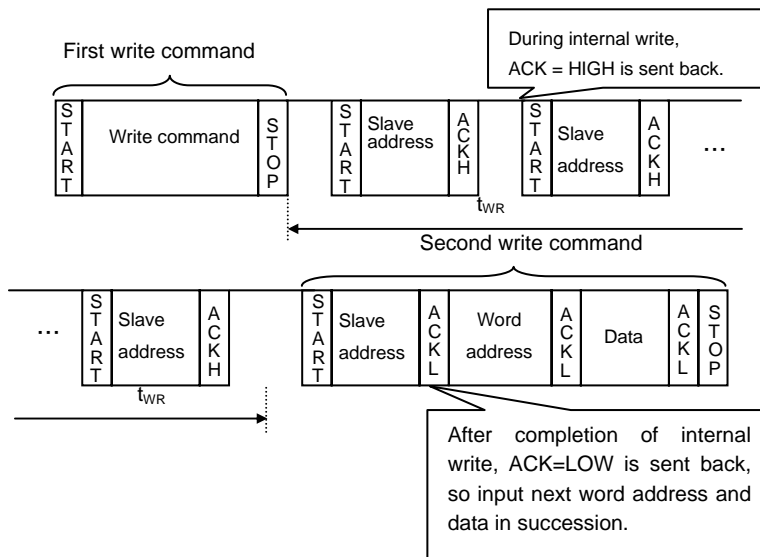 First write command
During internal write,
ACK = HIGH is sent back.
START
Write command
STOP
START
Slave
address
ACKH
START
Slave
address
ACKH
...
tWR
Second write command
...
START
Slave
address
ACKH
START
Slave
address
ACKL
Word
address
ACKL
Data
ACKL
STOP
tWR
After completion of internal
write, ACK=LOW is sent back,
so input next word address and
data in succession.